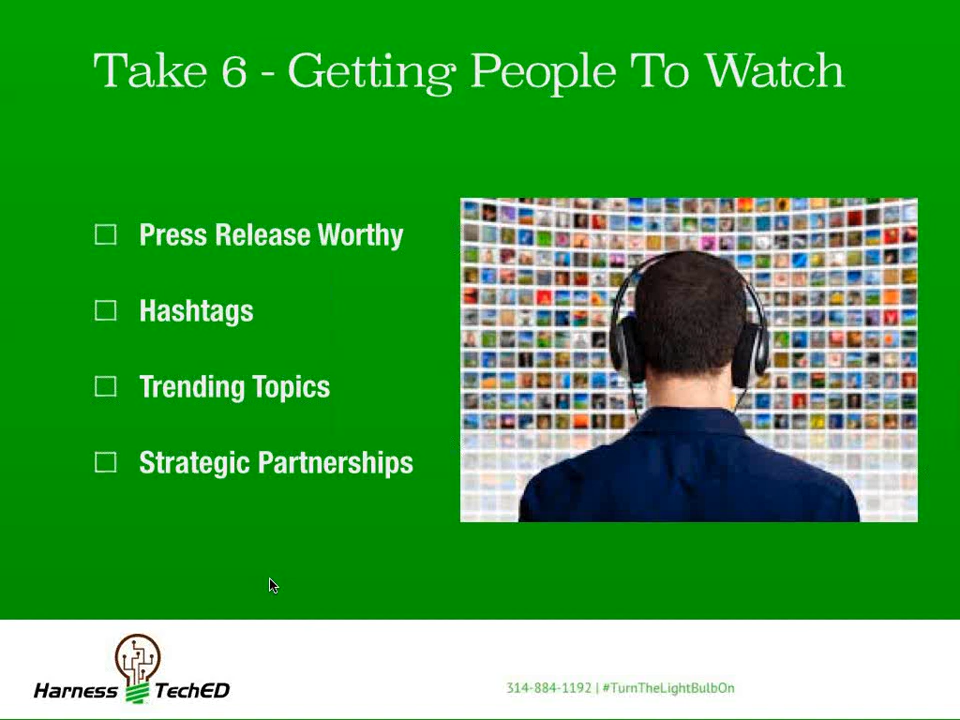 Take 6 - Getting People To Watch
Press Release Worthy
Hashtags
Trending Topics
Strategic Partnerships
Harness TechED
314-884-1192 | #TurnTheLightBulbOn